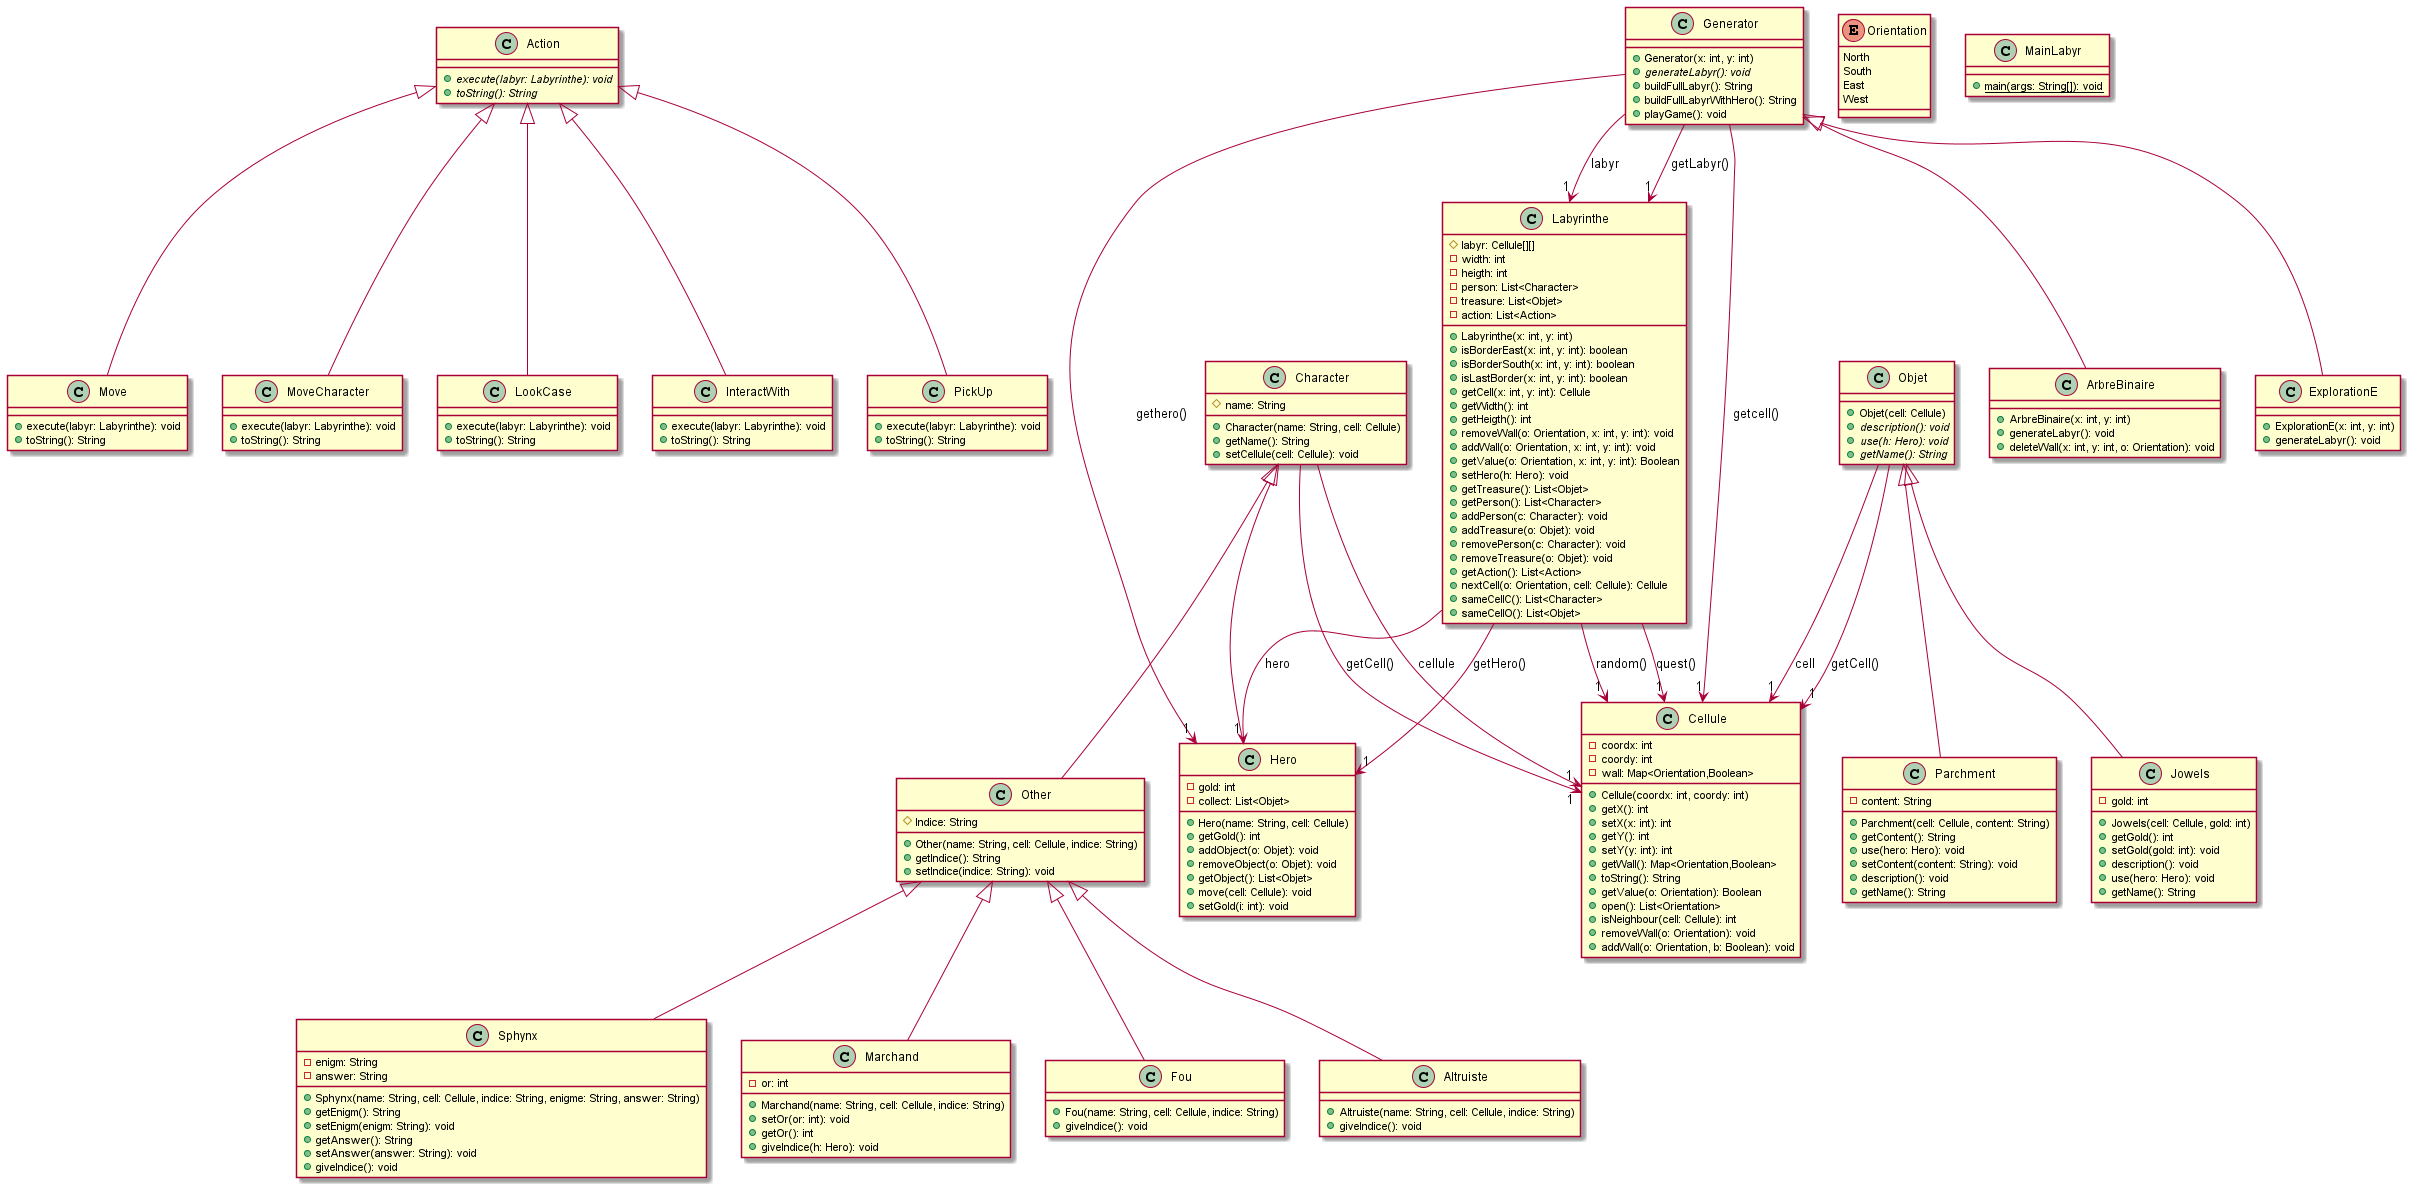 Action
execute(labyr: Labyrinthe): void
toString(): String
Generator
Generator(x: int, y: int)
generateLabyr(): void
buildFullLabyr(): String
buildFullLabyrWithHero(): String
playGame(): void
Orientation
North
South
East
West
MainLabyr
main(args: String[]): void
labyr
getLabyr()
1
1
Labyrinthe
labyr: Cellule[][]
width: int
heigth: int
person: List<Character>
treasure: List<Objet>
action: List<Action>
Labyrinthe(x: int, y: int)
isBorderEast(x: int, y: int): boolean
isBorderSouth(x: int, y: int): boolean
isLastBorder(x: int, y: int): boolean
getCell(x: int, y: int): Cellule
getWidth(): int
getHeigth(): int
removeWall(o: Orientation, x: int, y: int): void
addWall(o: Orientation, x: int, y: int): void
getValue(o: Orientation, x: int, y: int): Boolean
setHero(h: Hero): void
getTreasure(): List<Objet>
getPerson(): List<Character>
addPerson(c: Character): void
addTreasure(o: Objet): void
removePerson(c: Character): void
removeTreasure(o: Objet): void
getAction(): List<Action>
nextCell(o: Orientation, cell: Cellule): Cellule
sameCellC(): List<Character>
sameCellO(): List<Objet>
Move
execute(labyr: Labyrinthe): void
toString(): String
MoveCharacter
execute(labyr: Labyrinthe): void
toString(): String
LookCase
execute(labyr: Labyrinthe): void
toString(): String
InteractWith
execute(labyr: Labyrinthe): void
toString(): String
PickUp
execute(labyr: Labyrinthe): void
toString(): String
gethero()
Character
name: String
Character(name: String, cell: Cellule)
getName(): String
setCellule(cell: Cellule): void
getcell()
Objet
Objet(cell: Cellule)
description(): void
use(h: Hero): void
getName(): String
ArbreBinaire
ArbreBinaire(x: int, y: int)
generateLabyr(): void
deleteWall(x: int, y: int, o: Orientation): void
ExplorationE
ExplorationE(x: int, y: int)
generateLabyr(): void
hero
getCell()
cellule
getHero()
random()
quest()
cell
getCell()
1
1
1
1
1
1
1
1
1
1
Other
Indice: String
Other(name: String, cell: Cellule, indice: String)
getIndice(): String
setIndice(indice: String): void
Hero
gold: int
collect: List<Objet>
Hero(name: String, cell: Cellule)
getGold(): int
addObject(o: Objet): void
removeObject(o: Objet): void
getObject(): List<Objet>
move(cell: Cellule): void
setGold(i: int): void
Cellule
coordx: int
coordy: int
wall: Map<Orientation,Boolean>
Cellule(coordx: int, coordy: int)
getX(): int
setX(x: int): int
getY(): int
setY(y: int): int
getWall(): Map<Orientation,Boolean>
toString(): String
getValue(o: Orientation): Boolean
open(): List<Orientation>
isNeighbour(cell: Cellule): int
removeWall(o: Orientation): void
addWall(o: Orientation, b: Boolean): void
Parchment
content: String
Parchment(cell: Cellule, content: String)
getContent(): String
use(hero: Hero): void
setContent(content: String): void
description(): void
getName(): String
Jowels
gold: int
Jowels(cell: Cellule, gold: int)
getGold(): int
setGold(gold: int): void
description(): void
use(hero: Hero): void
getName(): String
Sphynx
enigm: String
answer: String
Sphynx(name: String, cell: Cellule, indice: String, enigme: String, answer: String)
getEnigm(): String
setEnigm(enigm: String): void
getAnswer(): String
setAnswer(answer: String): void
giveIndice(): void
Marchand
or: int
Marchand(name: String, cell: Cellule, indice: String)
setOr(or: int): void
getOr(): int
giveIndice(h: Hero): void
Fou
Fou(name: String, cell: Cellule, indice: String)
giveIndice(): void
Altruiste
Altruiste(name: String, cell: Cellule, indice: String)
giveIndice(): void